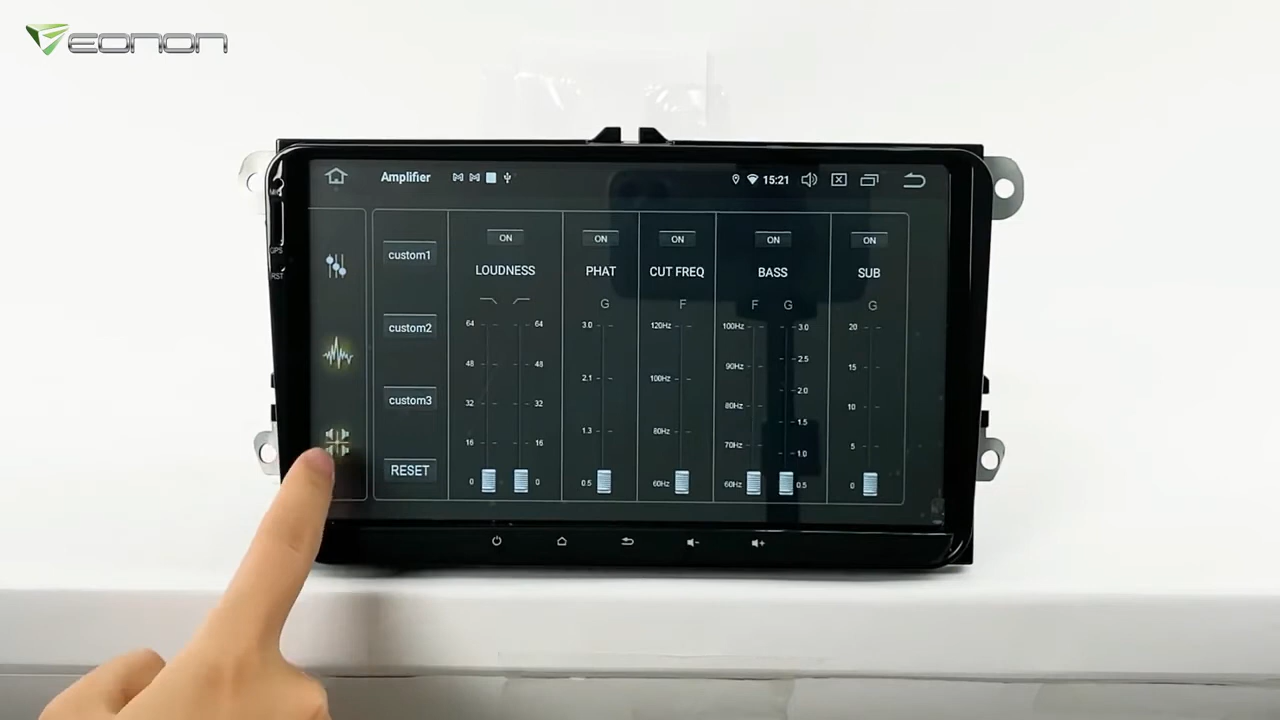 eonon
Amplifier
15:21
MIC
GPS
RST
custom1
custom2
custom3
RESET
ON
LOUDNESS
64 64
48 48
32 32
16 16
0 0
ON
PHAT
G
3.0
2.1
1.3
0.5
ON
CUT FREQ
F
120Hz
100Hz
80Hz
60Hz
ON
BASS
F G
100Hz 3.0
2.5
90Hz
2.0
80Hz
1.5
70Hz
1.0
60Hz 0.5
ON
SUB
G
20
15
10
5
0